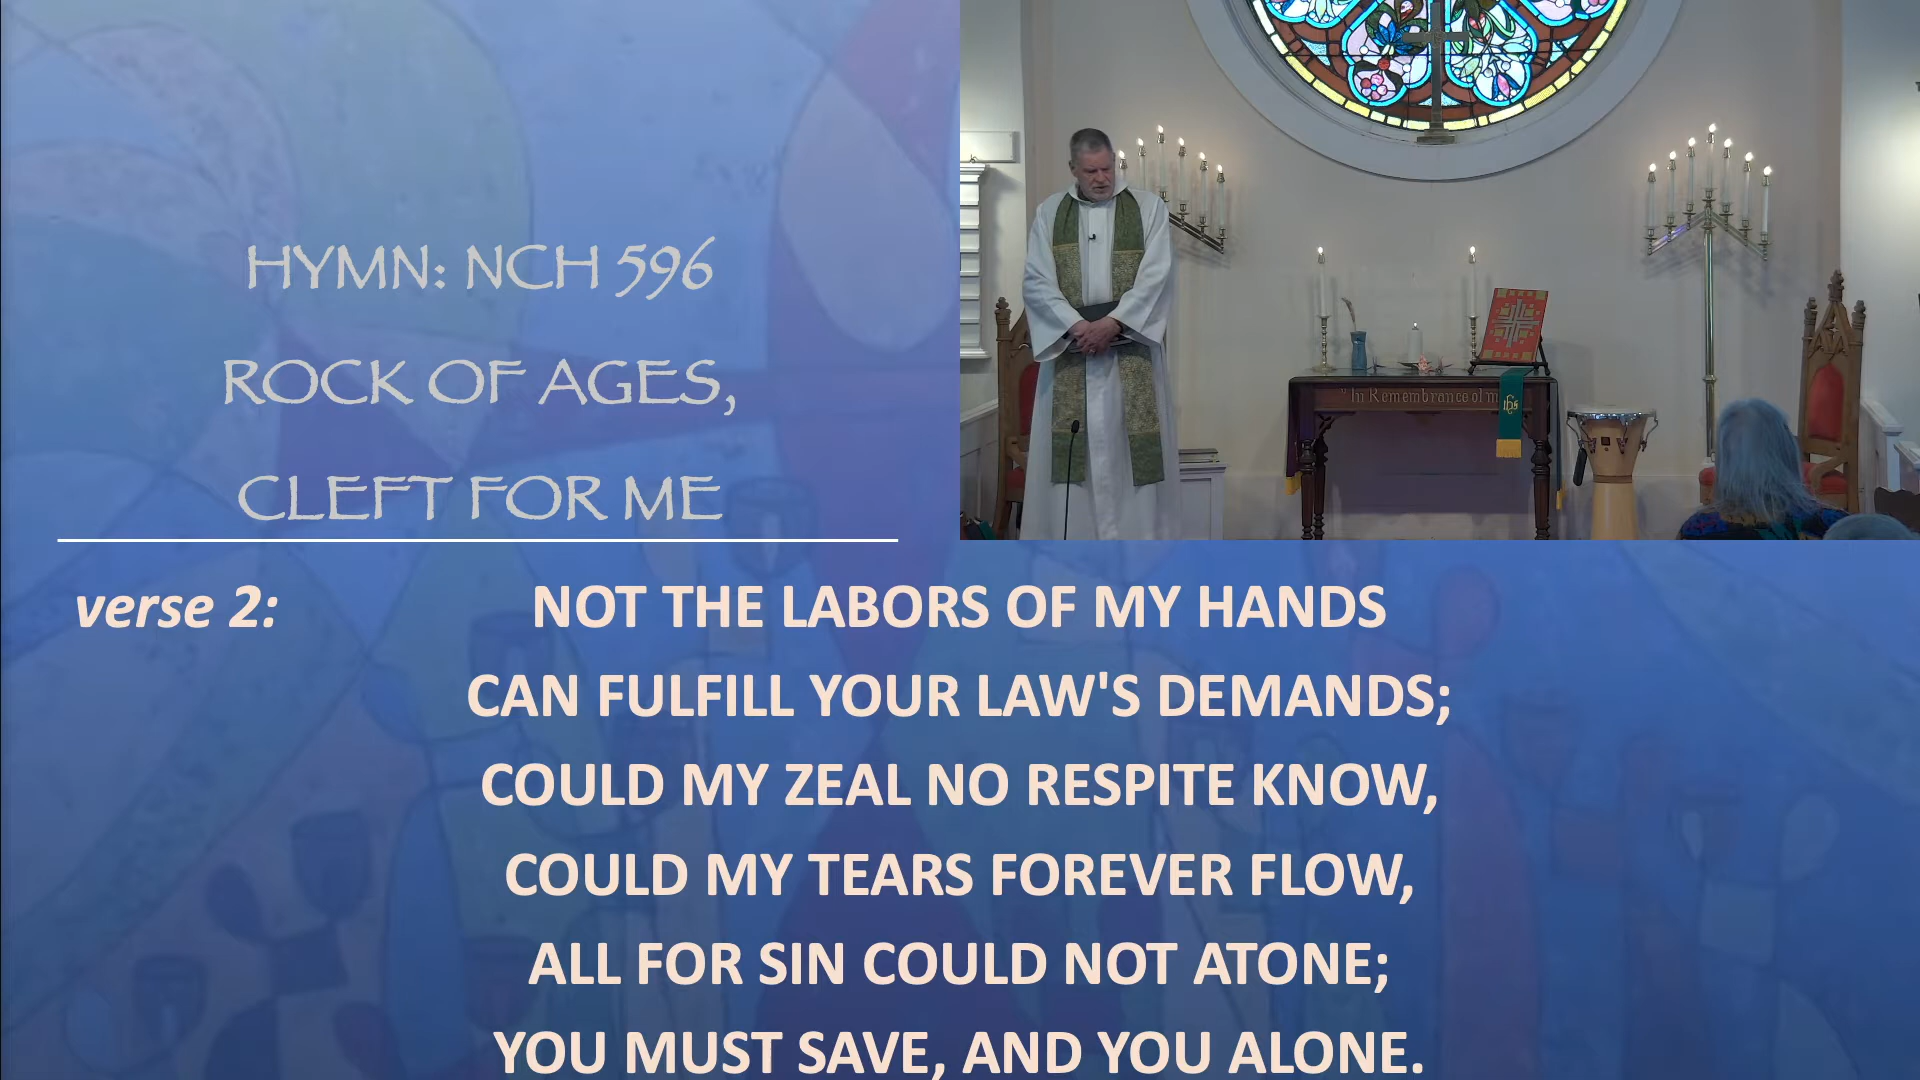 HYMN: NCH 596
ROCK OF AGES,
CLEFT FOR ME
"In Remembrance of m
IHS
verse 2:
NOT THE LABORS OF MY HANDS
CAN FULFILL YOUR LAW'S DEMANDS;
COULD MY ZEAL NO RESPITE KNOW,
COULD MY TEARS FOREVER FLOW,
ALL FOR SIN COULD NOT ATONE;
YOU MUST SAVE, AND YOU ALONE.